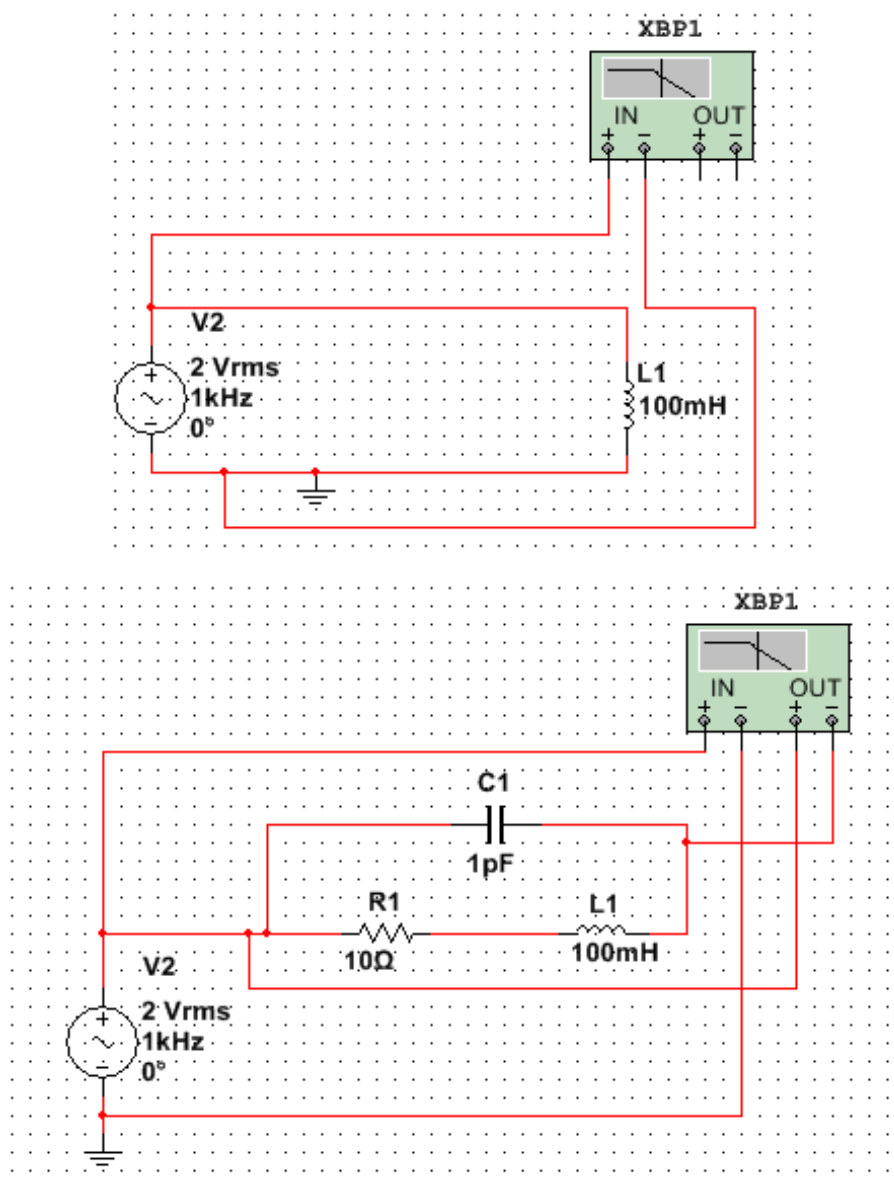 XBP1
IN OUT
+ − + −
V2
+
2 Vrms
1kHz
0°
−
L1
100mH
XBP1
IN OUT
+ − + −
C1
1pF
R1
L1
10Ω
100mH
V2
+
2 Vrms
1kHz
0°
−